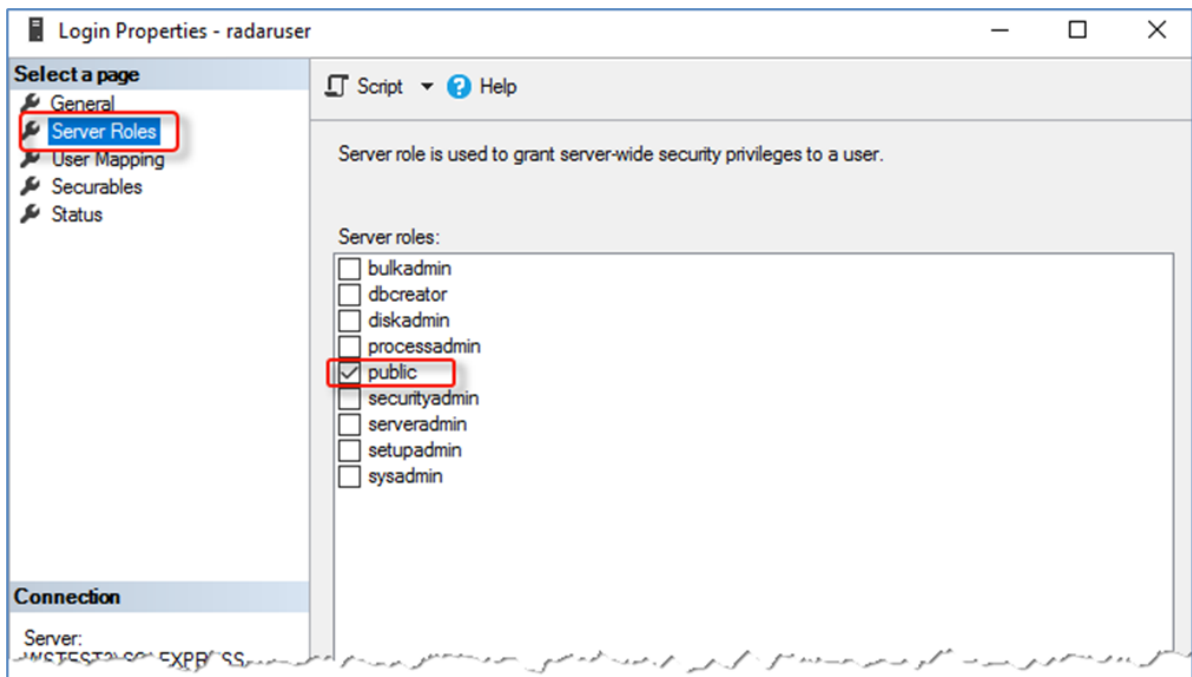 Login Properties - radaruser
Select a page
General
Server Roles
User Mapping
Securables
Status
Script Help
Server role is used to grant server-wide security privileges to a user.
Server roles:
bulkadmin
dbcreator
diskadmin
processadmin
public
securityadmin
serveradmin
setupadmin
sysadmin
Connection
Server: